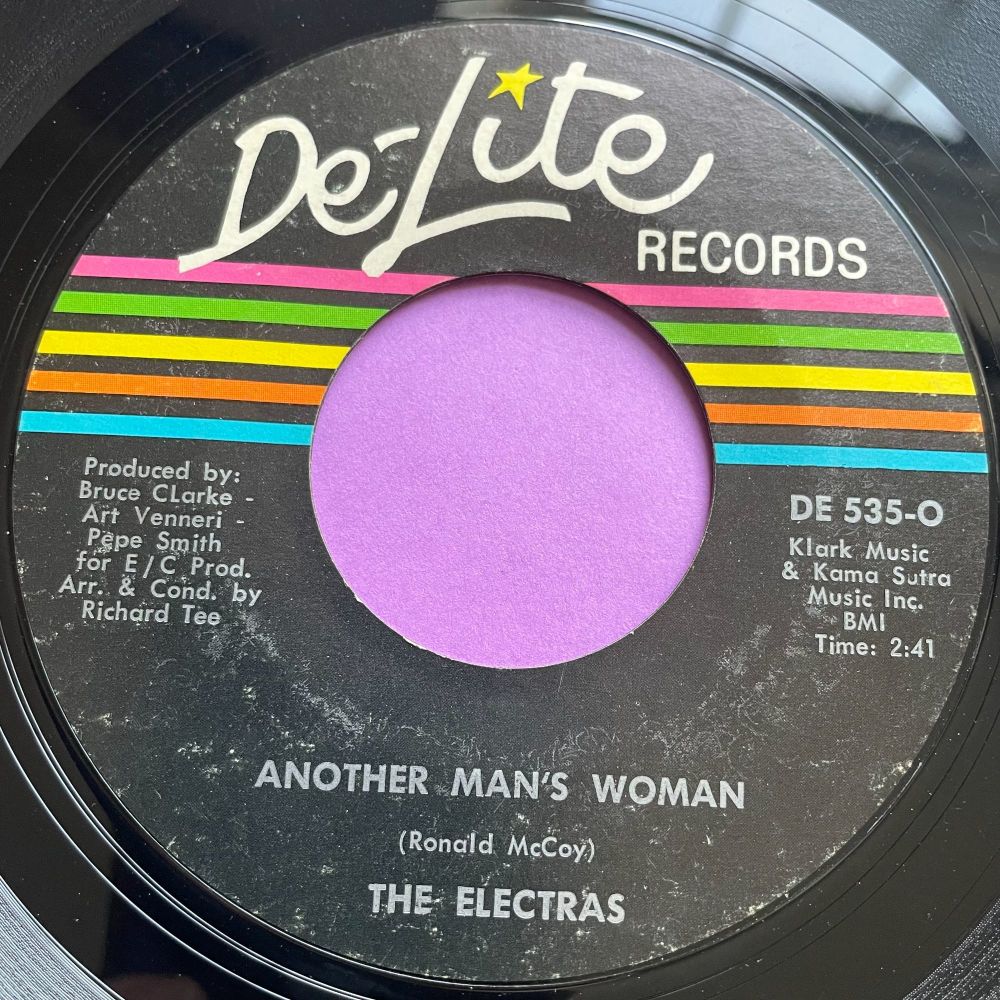 De-Lite
RECORDS
Produced by:
Bruce CLarke -
Art Venneri -
Pepe Smith
for E/C Prod.
Arr. & Cond. by
Richard Tee
DE 535-O
Klark Music
& Kama Sutra
Music Inc.
BMI
Time: 2:41
ANOTHER MAN'S WOMAN
(Ronald McCoy)
THE ELECTRAS